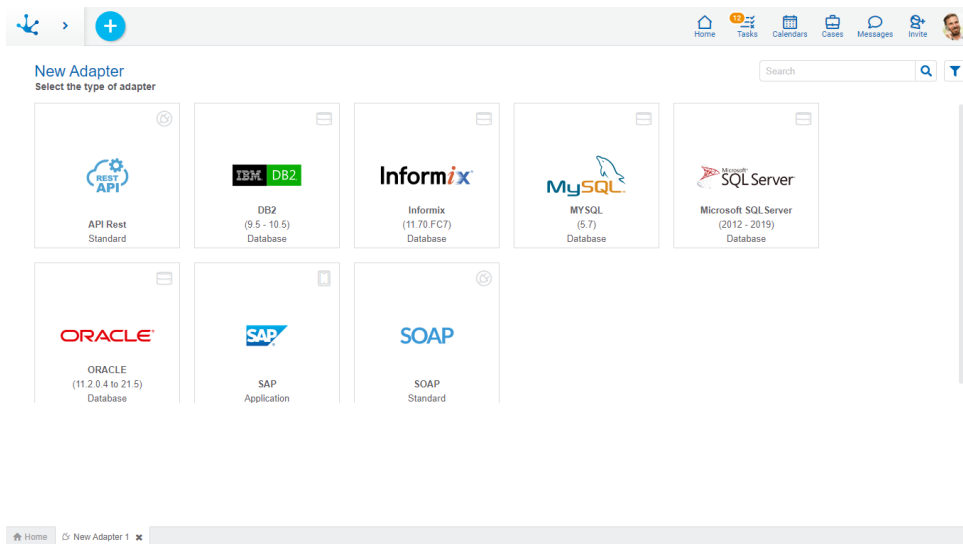 12
Home
Tasks
Calendars
Cases
Messages
Invite
New Adapter
Select the type of adapter
Search
REST
API
API Rest
Standard
IBM. DB2
DB2
(9.5 - 10.5)
Database
Informix
Informix
(11.70.FC7)
Database
MySQL
MYSQL
(5.7)
Database
Microsoft
SQL Server
Microsoft SQLServer
(2012 - 2019)
Database
ORACLE
ORACLE
(11.2.0.4 to 21.5)
Database
SAP
SAP
Application
SOAP
SOAP
Standard
Home
New Adapter 1